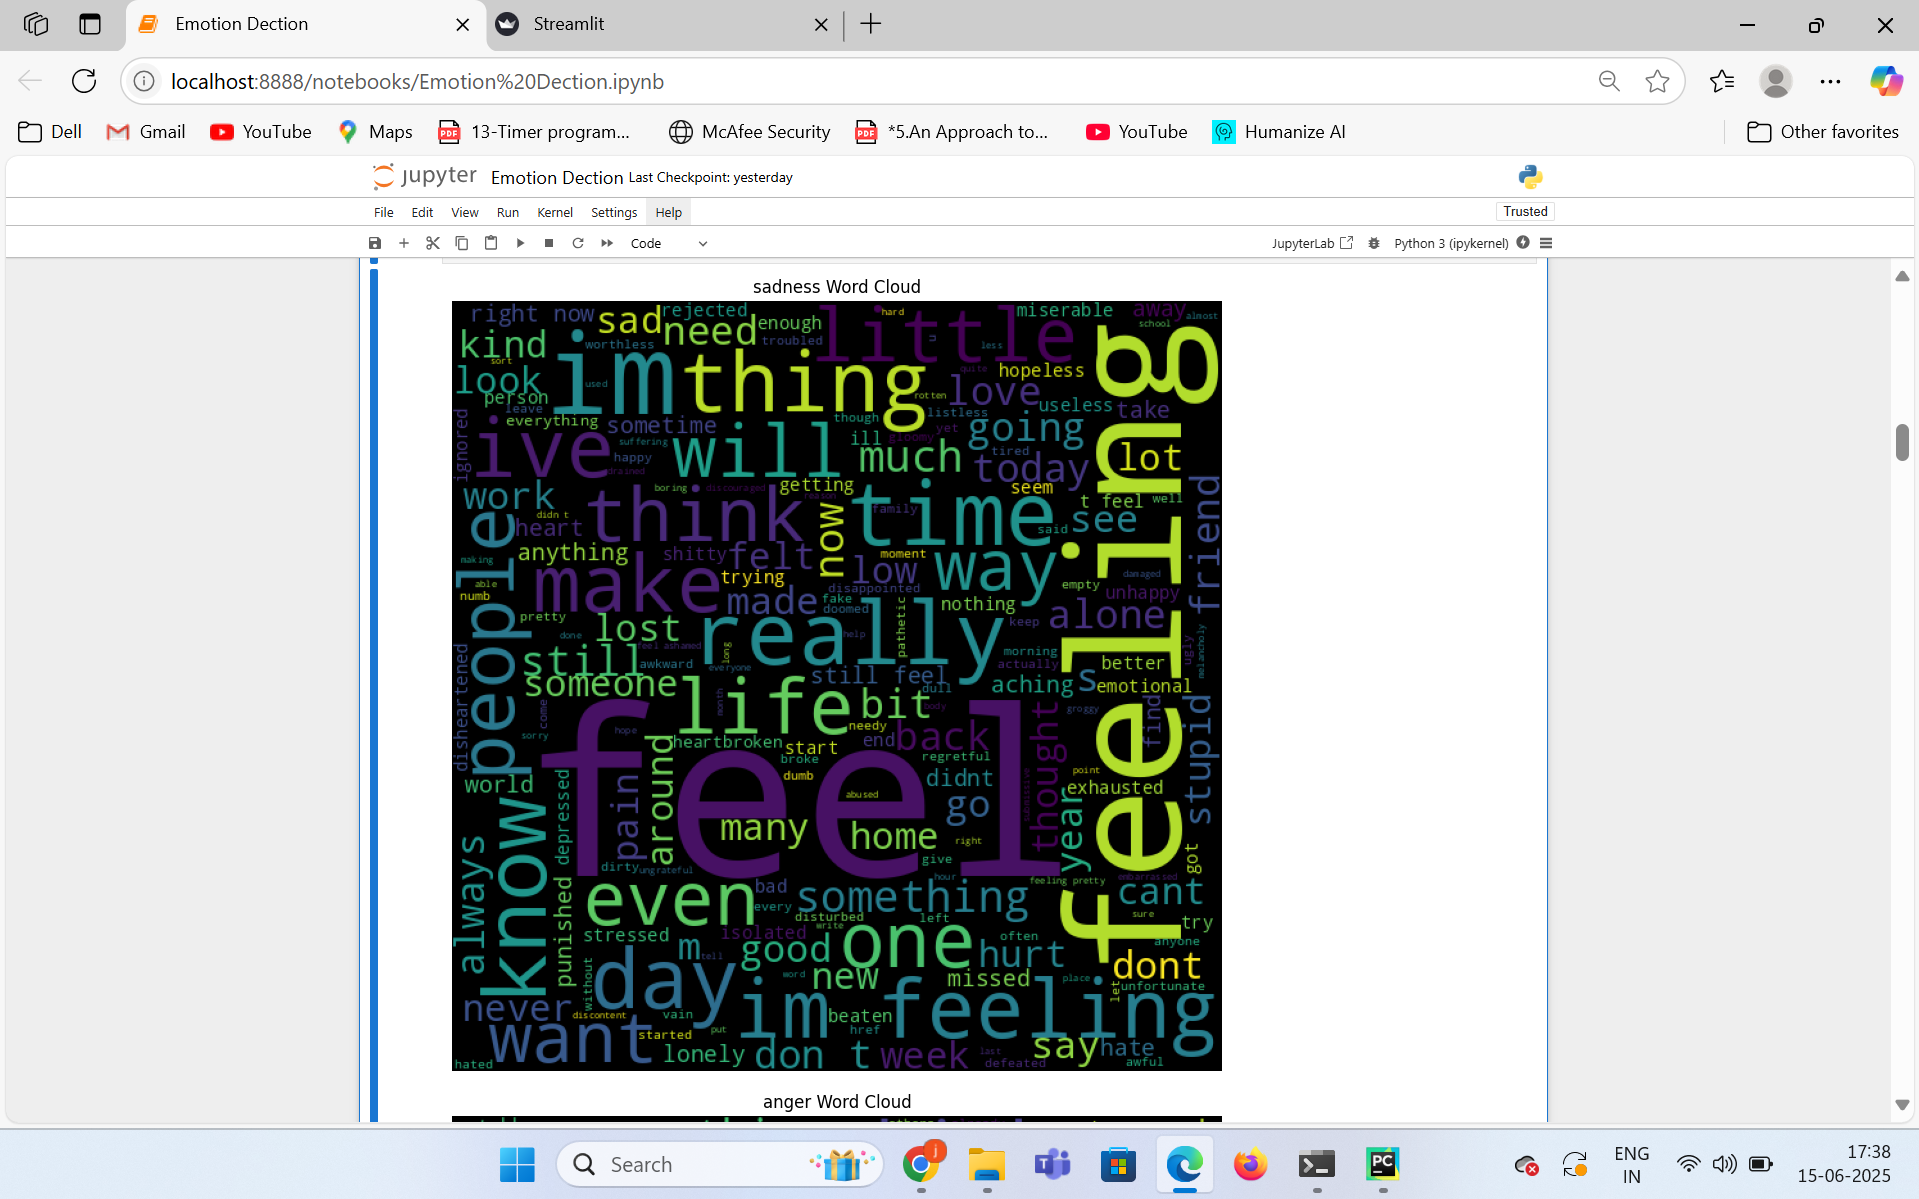 Emotion Dection
Streamlit
localhost:8888/notebooks/Emotion%20Dection.ipynb
Dell
Gmail
YouTube
Maps
13-Timer program...
McAfee Security
*5.An Approach to...
YouTube
Humanize AI
Other favorites
jupyter Emotion Dection Last Checkpoint: yesterday
File Edit View Run Kernel Settings Help
Trusted
Code
JupyterLab
Python 3 (ipykernel)
sadness Word Cloud
right now
sad
rejected
need
enough
hard
little
miserable
away
school
almost
kind
sort
worthless
troubled
u
less
im
thing
look
used
person
leave
quite
hopeless
love
rotten
listless
useless
take
feeling
ignored
everything
sometime
suffering
happy
drained
ive
will
though
ill
gloomy
yet
much
going
tired
today
lot
work
boring
discouraged
getting
reason
seem
t feel
well
friend
didn t
heart
think
now
time
family
said
see
people
making
anything
shitty
felt
moment
low
way
able
numb
make
trying
made
disappointed
fake
doomed
nothing
empty
damaged
unhappy
alone
pretty
done
lost
really
help
pathetic
keep
ugly
melancholy
disheartened
still
feel ashamed
awkward
long
everyone
still feel
dull
morning
actually
better
someone
life
bit
aching
s
emotional
come
sorry
month
hope
body
needy
groggy
find
stupid
feel
heartbroken
start
end
back
regretful
thought
broke
dumb
point
world
depressed
pain
around
abused
didnt
go
submissive
exhausted
year
know
many
home
right
got
always
dirty
ungrateful
give
hour
feeling pretty
embarrassed
cant
punished
even
bad
every
something
disturbed
left
write
sure
try
stressed
m
tell
isolated
good
one
often
hurt
anyone
dont
without
day
word
new
missed
place
let
unfortunate
never
discontent
vain
im feeling
want
started
put
beaten
href
hated
lonely
don t
week
last
defeated
say
hate
awful
anger Word Cloud
Search
ENG
IN
17:38
15-06-2025